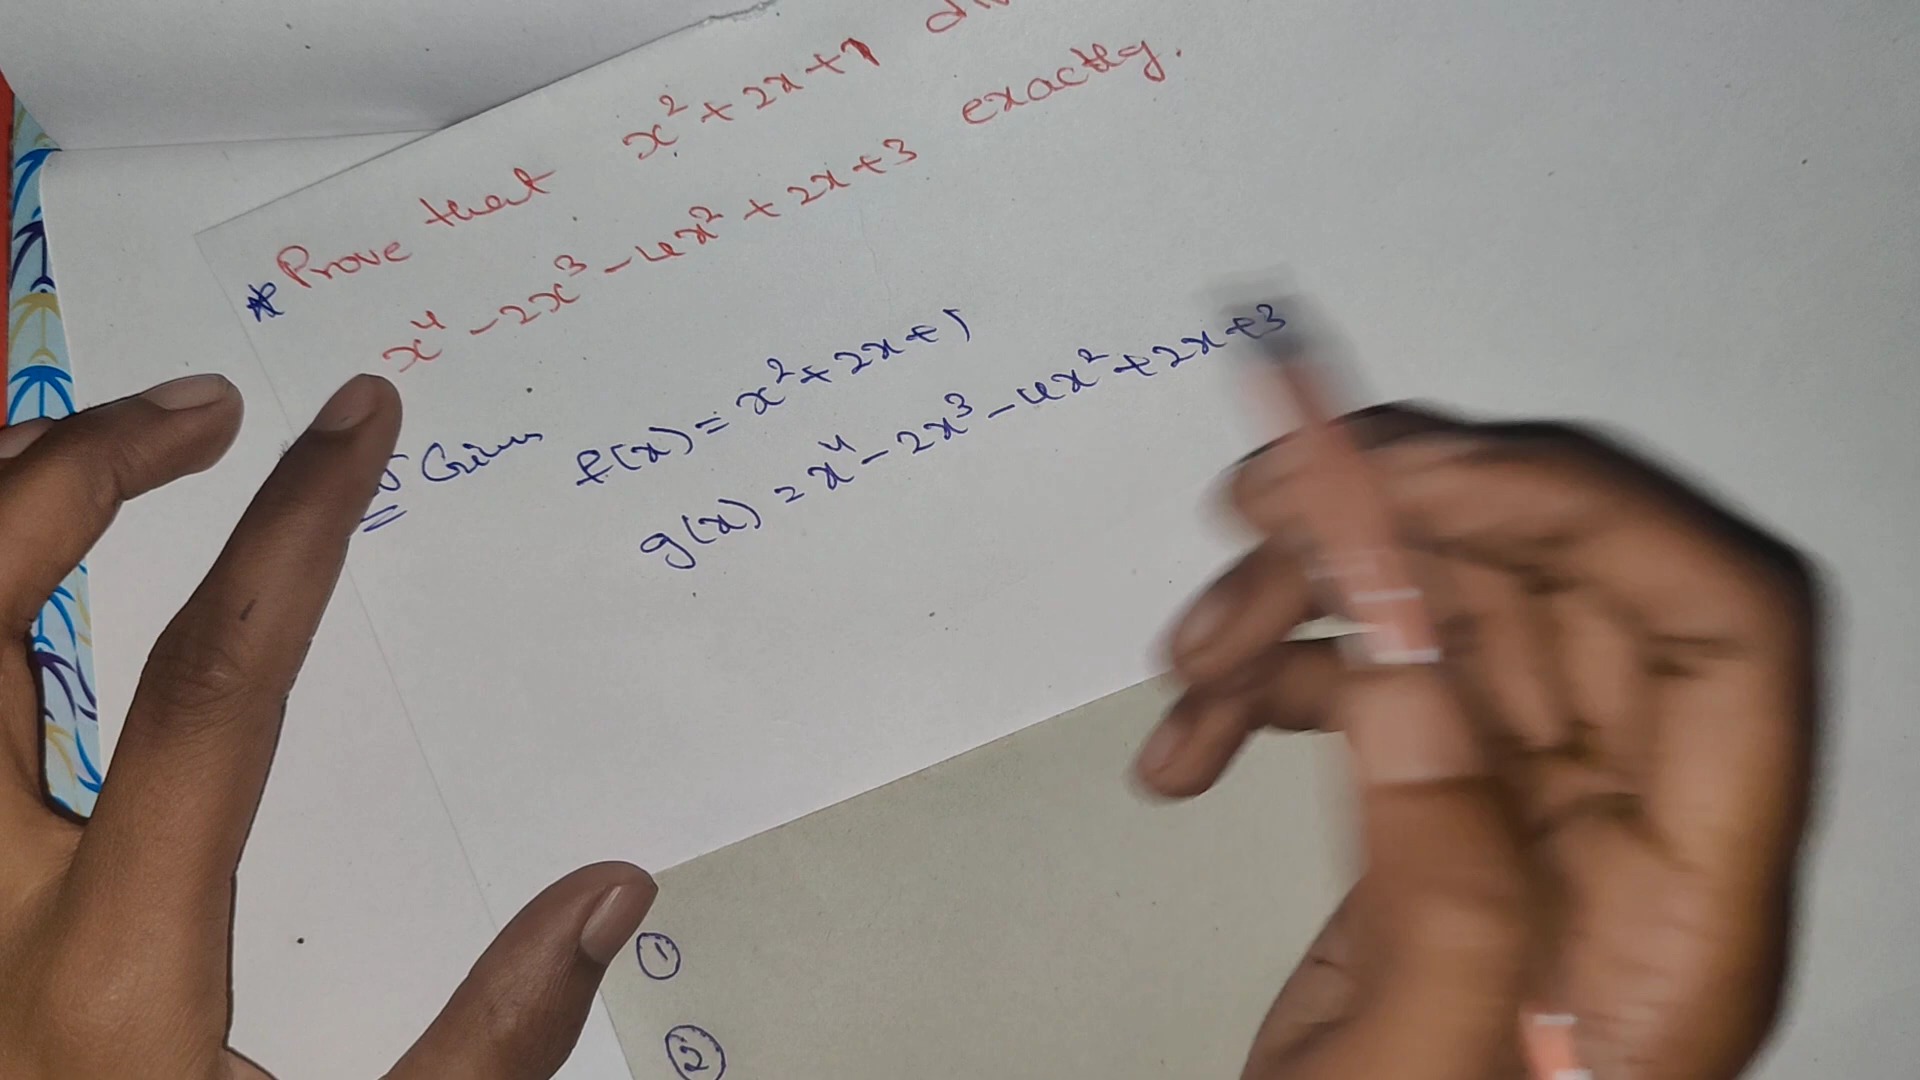 * Prove that x² + 2x + 1
x⁴ - 2x³ - 4x² + 2x + 3 exactly.
Given f(x) = x² + 2x + 1
g(x) = x⁴ - 2x³ - 4x² + 2x + 3
①
②